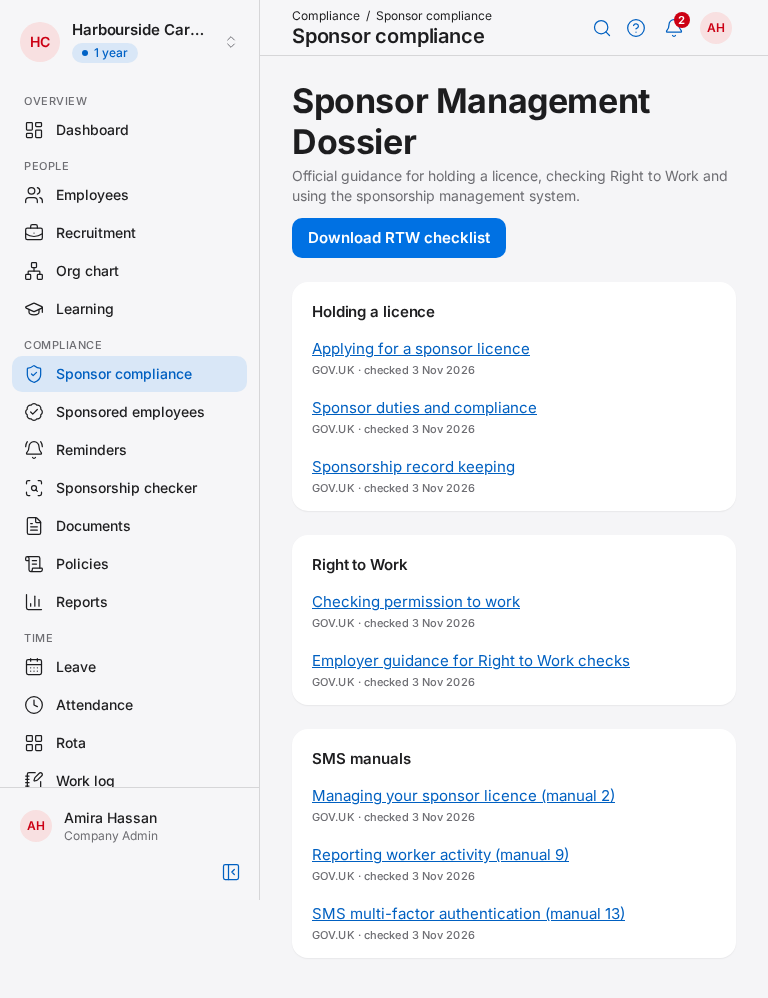 HC
Harbourside Car...
1 year
OVERVIEW
Dashboard
PEOPLE
Employees
Recruitment
Org chart
Learning
COMPLIANCE
Sponsor compliance
Sponsored employees
Reminders
Sponsorship checker
Documents
Policies
Reports
TIME
Leave
Attendance
Rota
Work log
AH
Amira Hassan
Company Admin
Compliance / Sponsor compliance
Sponsor compliance
2
AH
Sponsor Management
Dossier
Official guidance for holding a licence, checking Right to Work and
using the sponsorship management system.
Download RTW checklist
Holding a licence
Applying for a sponsor licence
GOV.UK · checked 3 Nov 2026
Sponsor duties and compliance
GOV.UK · checked 3 Nov 2026
Sponsorship record keeping
GOV.UK · checked 3 Nov 2026
Right to Work
Checking permission to work
GOV.UK · checked 3 Nov 2026
Employer guidance for Right to Work checks
GOV.UK · checked 3 Nov 2026
SMS manuals
Managing your sponsor licence (manual 2)
GOV.UK · checked 3 Nov 2026
Reporting worker activity (manual 9)
GOV.UK · checked 3 Nov 2026
SMS multi-factor authentication (manual 13)
GOV.UK · checked 3 Nov 2026